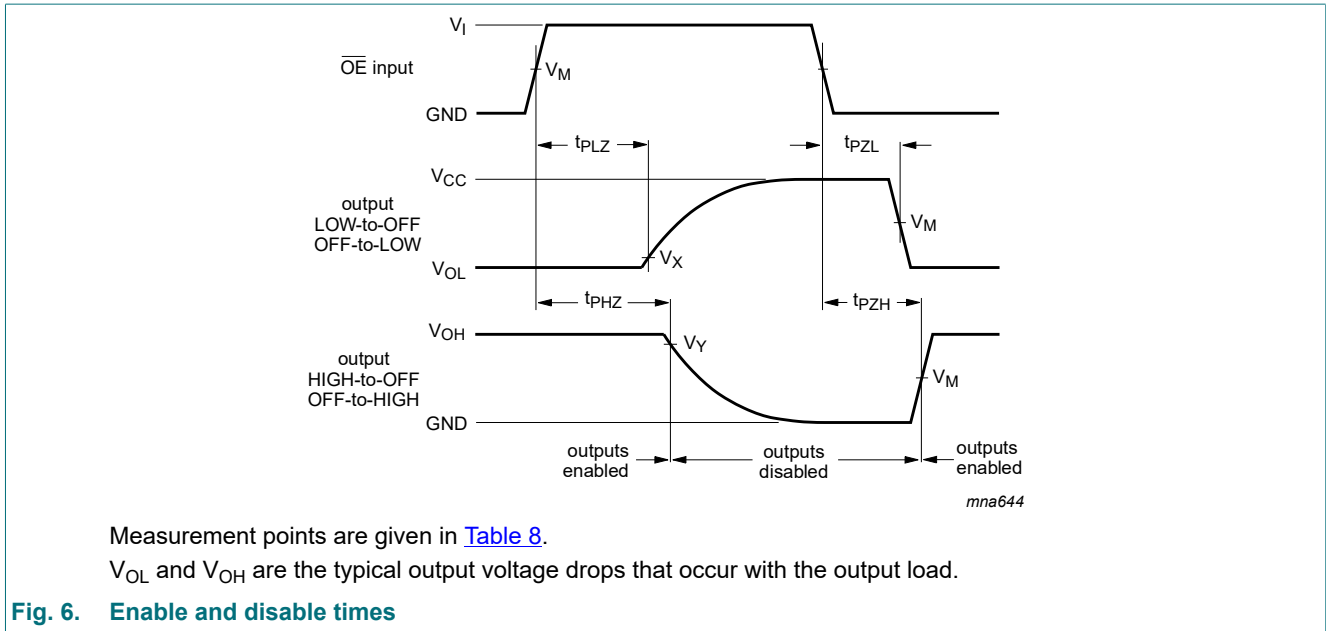 V_I
OE input
V_M
GND
t_PLZ
t_PZL
V_CC
output
LOW-to-OFF
OFF-to-LOW
V_M
V_X
V_OL
t_PHZ
t_PZH
V_OH
V_Y
output
HIGH-to-OFF
OFF-to-HIGH
V_M
GND
outputs
enabled
outputs
disabled
outputs
enabled
mna644
Measurement points are given in Table 8.
V_OL and V_OH are the typical output voltage drops that occur with the output load.
Fig. 6. Enable and disable times